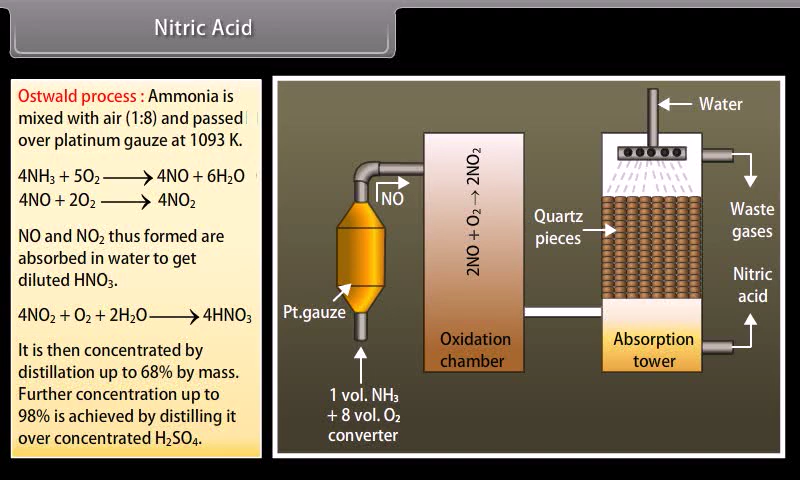 Nitric Acid
Ostwald process : Ammonia is
mixed with air (1:8) and passed
over platinum gauze at 1093 K.
4NH₃ + 5O₂ ⟶ 4NO + 6H₂O
4NO + 2O₂ ⟶ 4NO₂
NO and NO₂ thus formed are
absorbed in water to get
diluted HNO₃.
4NO₂ + O₂ + 2H₂O ⟶ 4HNO₃
It is then concentrated by
distillation up to 68% by mass.
Further concentration up to
98% is achieved by distilling it
over concentrated H₂SO₄.
NO
Pt.gauze
1 vol. NH₃
+ 8 vol. O₂
converter
2NO + O₂ → 2NO₂
Oxidation
chamber
Water
Quartz
pieces
Waste
gases
Nitric
acid
Absorption
tower